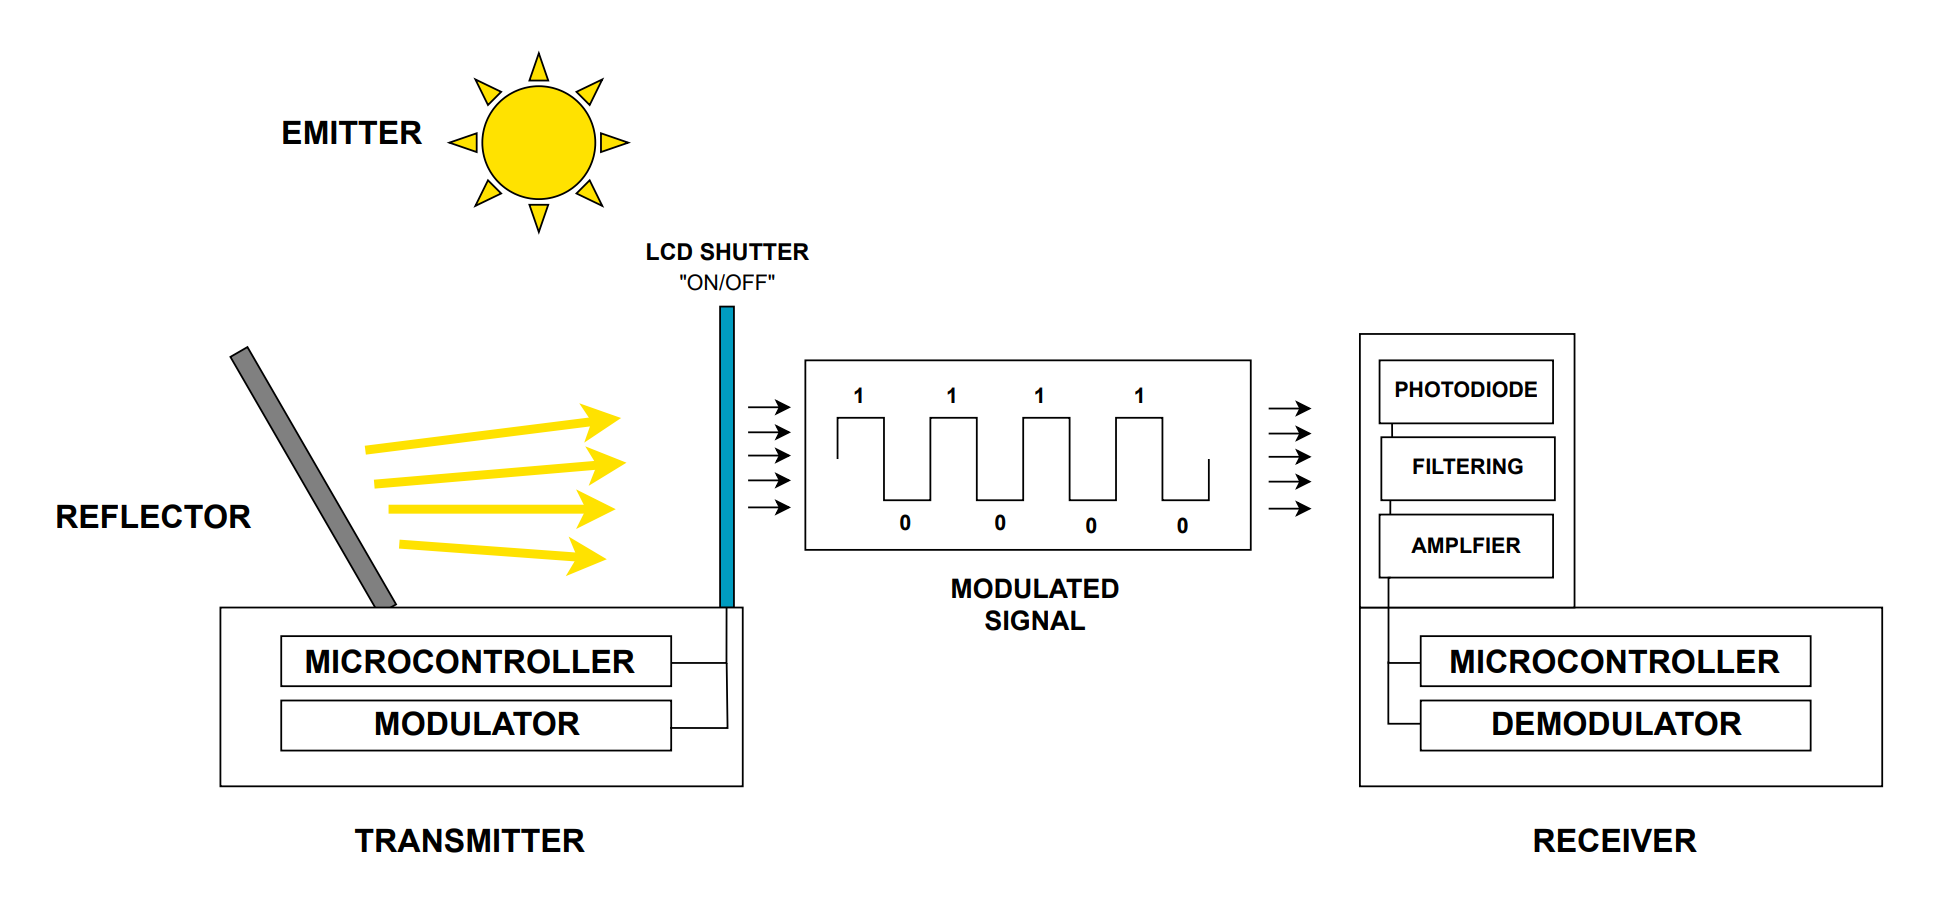 EMITTER
LCD SHUTTER
"ON/OFF"
REFLECTOR
1 1 1 1
0 0 0 0
MODULATED
SIGNAL
PHOTODIODE
FILTERING
AMPLFIER
MICROCONTROLLER
MODULATOR
TRANSMITTER
MICROCONTROLLER
DEMODULATOR
RECEIVER